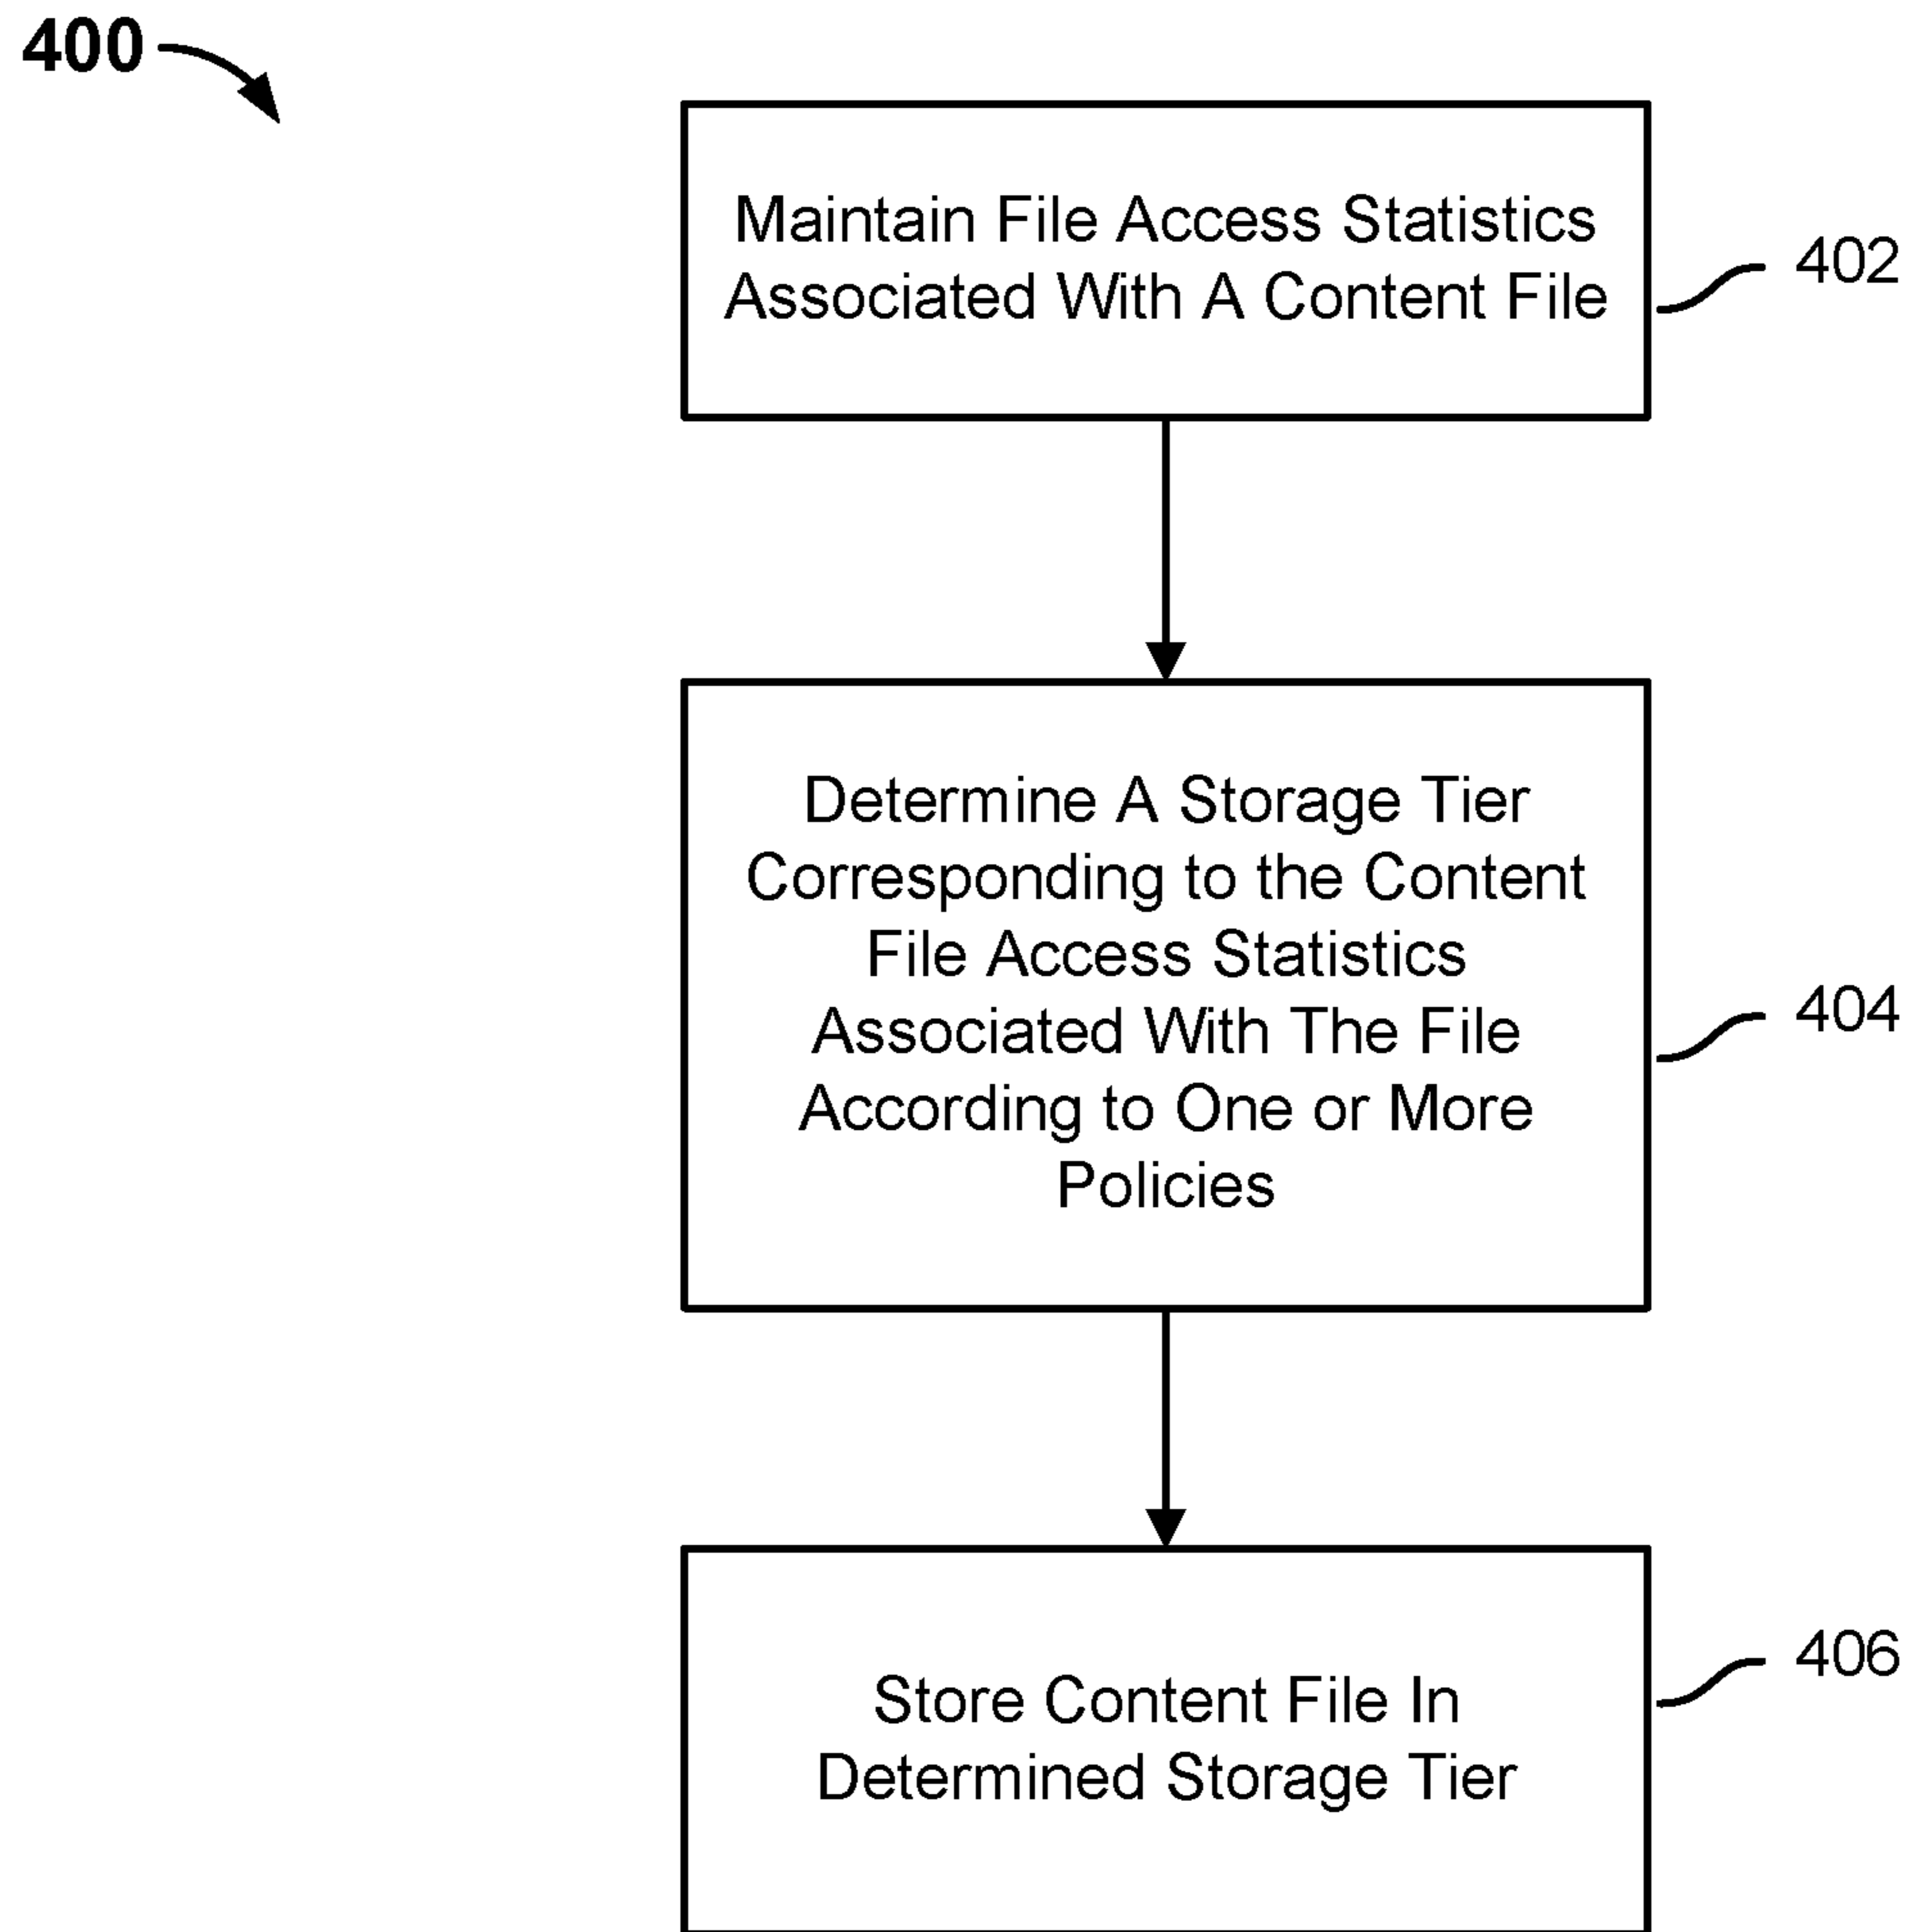 400
Maintain File Access Statistics
Associated With A Content File
402
Determine A Storage Tier
Corresponding to the Content
File Access Statistics
Associated With The File
According to One or More
Policies
404
Store Content File In
Determined Storage Tier
406